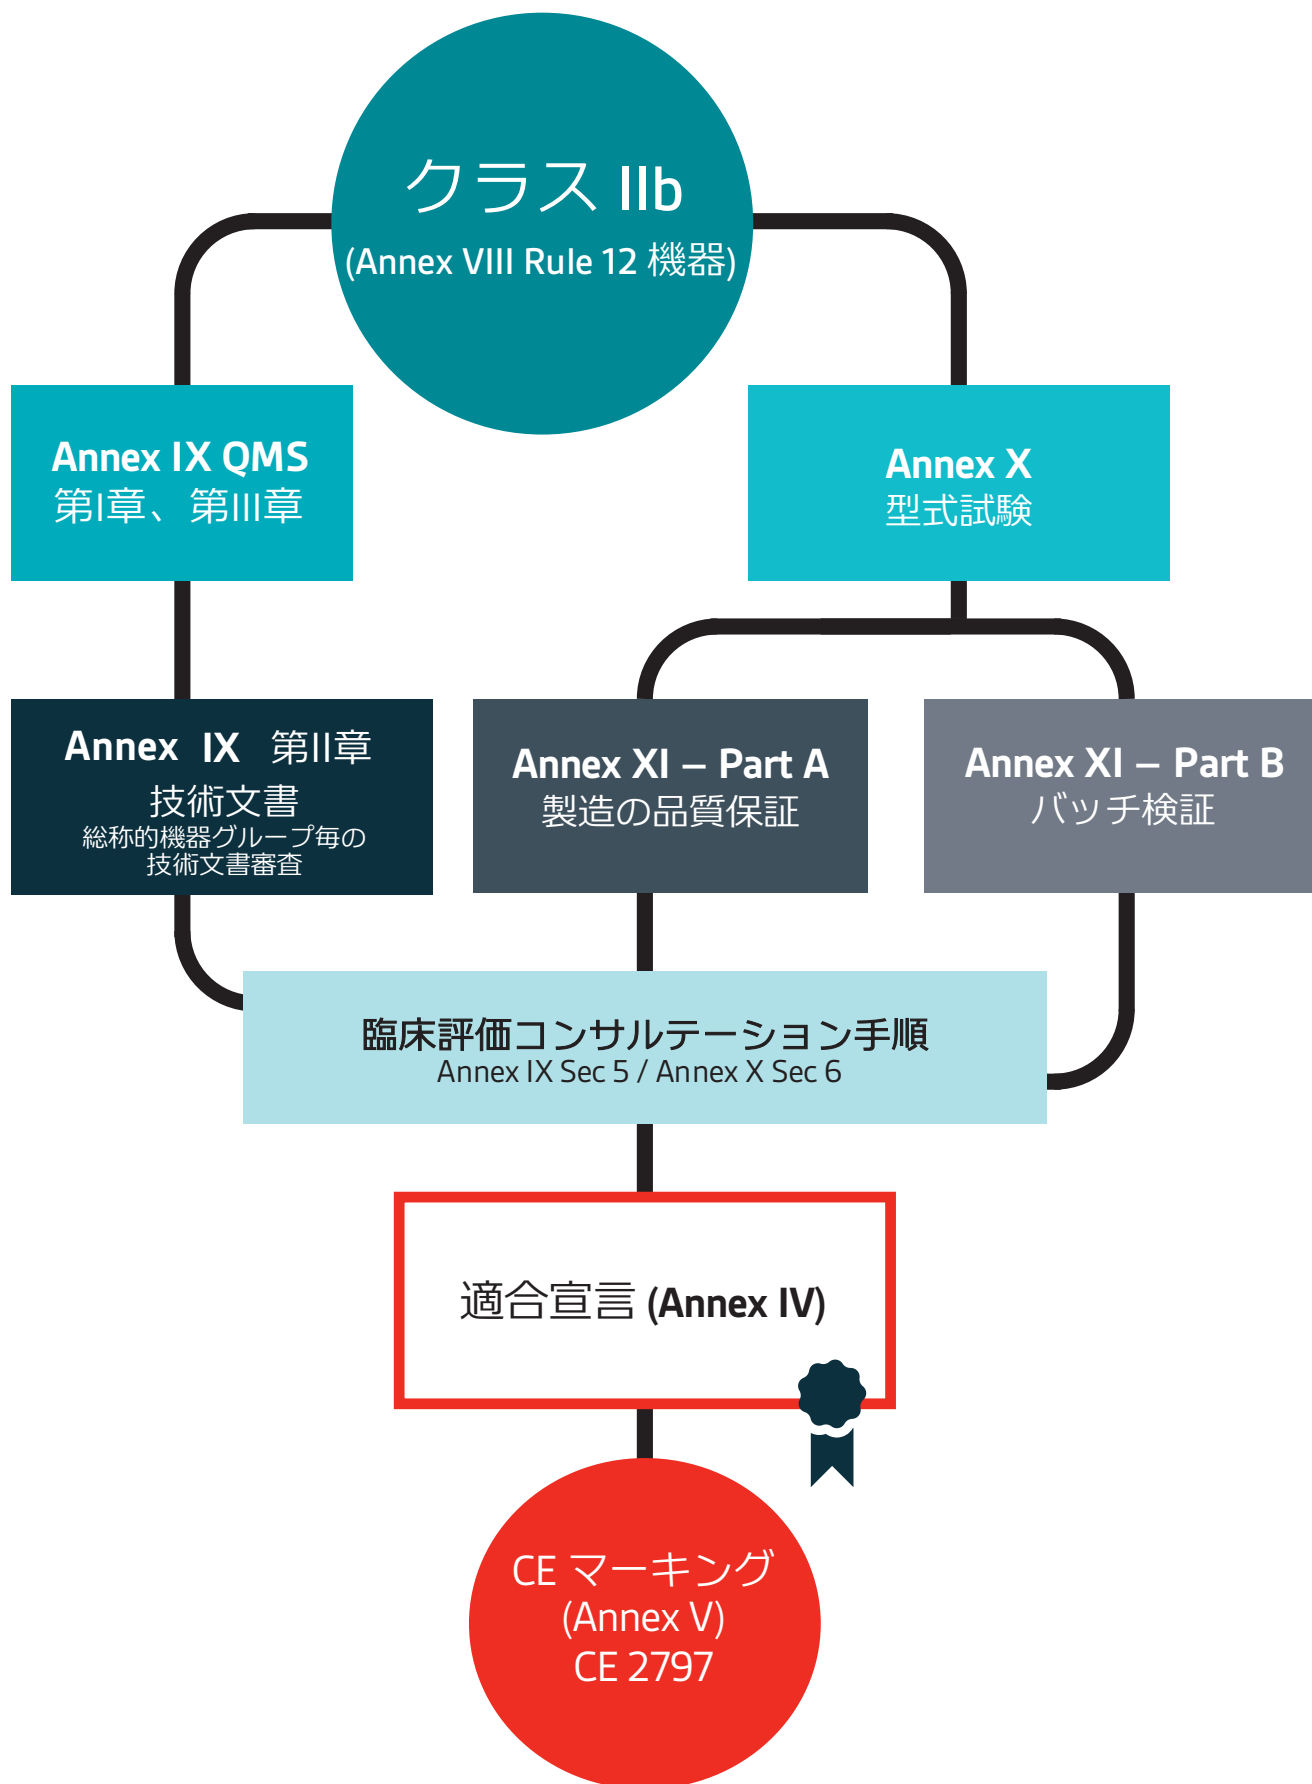 クラス IIb
(Annex VIII Rule 12 機器)
Annex IX QMS
第I章、第III章
Annex X
型式試験
Annex IX 第II章
技術文書
総称的機器グループ毎の
技術文書審査
Annex XI – Part A
製造の品質保証
Annex XI – Part B
バッチ検証
臨床評価コンサルテーション手順
Annex IX Sec 5 / Annex X Sec 6
適合宣言 (Annex IV)
CE マーキング
(Annex V)
CE 2797